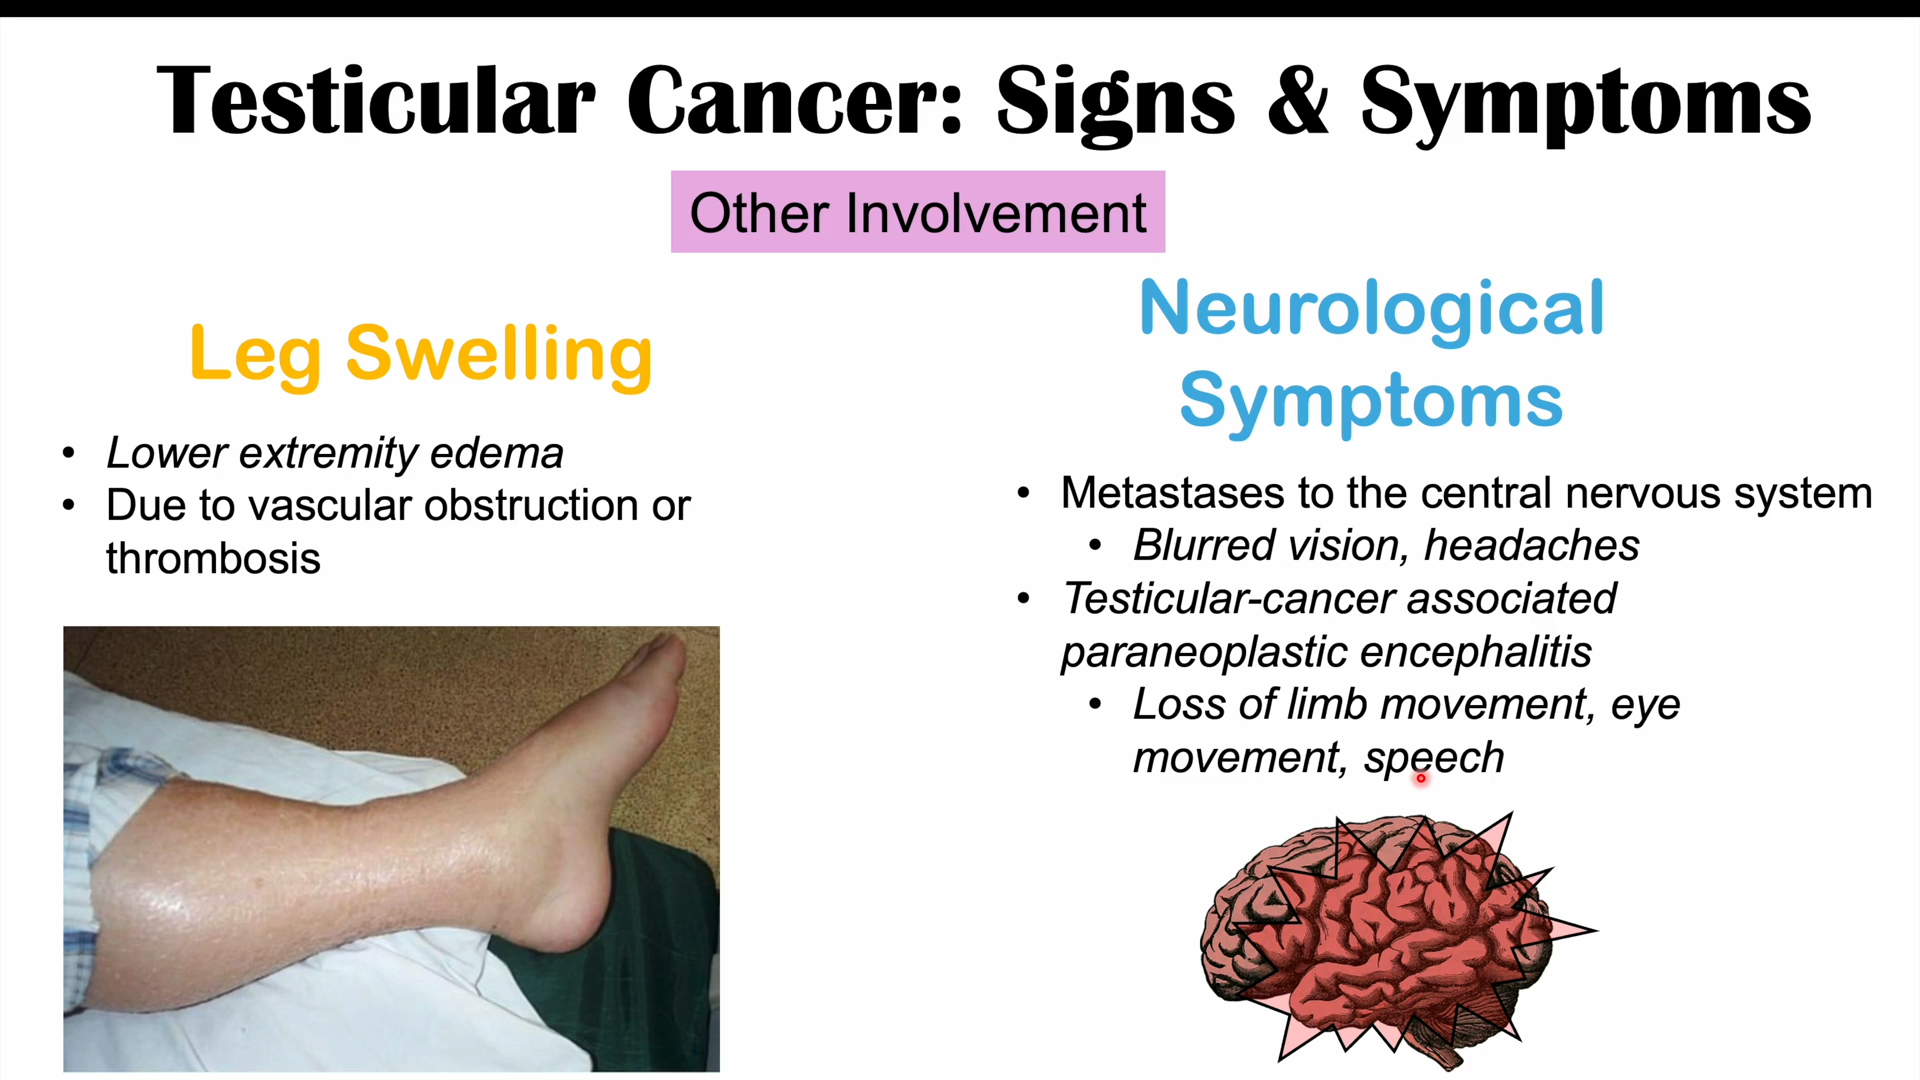 Testicular Cancer: Signs & Symptoms
Other Involvement
Leg Swelling
• Lower extremity edema
• Due to vascular obstruction or
thrombosis
Neurological
Symptoms
• Metastases to the central nervous system
• Blurred vision, headaches
• Testicular-cancer associated
paraneoplastic encephalitis
• Loss of limb movement, eye
movement, speech